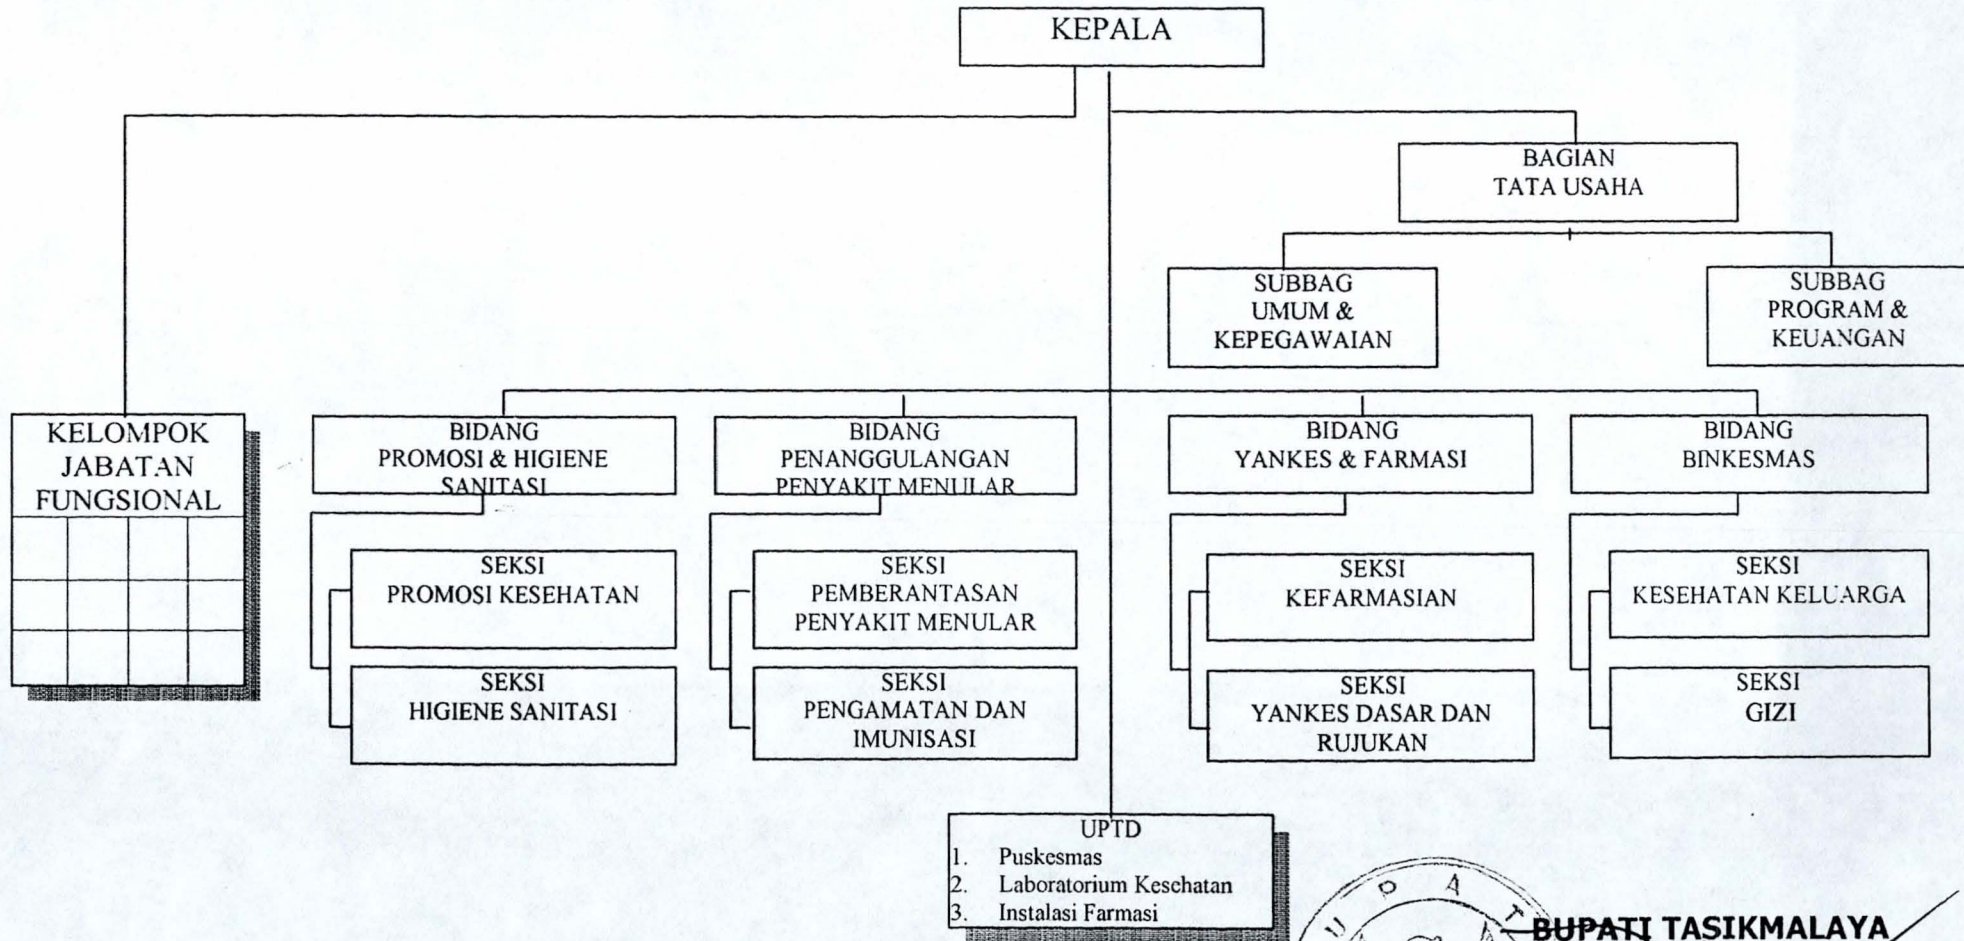 KEPALA
BAGIAN
TATA USAHA
SUBBAG
UMUM &
KEPEGAWAIAN
SUBBAG
PROGRAM &
KEUANGAN
KELOMPOK
JABATAN
FUNGSIONAL
BIDANG
PROMOSI & HIGIENE
SANITASI
BIDANG
PENANGGULANGAN
PENYAKIT MENULAR
BIDANG
YANKES & FARMASI
BIDANG
BINKESMAS
SEKSI
PROMOSI KESEHATAN
SEKSI
HIGIENE SANITASI
SEKSI
PEMBERANTASAN
PENYAKIT MENULAR
SEKSI
PENGAMATAN DAN
IMUNISASI
SEKSI
KEFARMASIAN
SEKSI
YANKES DASAR DAN
RUJUKAN
SEKSI
KESEHATAN KELUARGA
SEKSI
GIZI
UPTD
1. Puskesmas
2. Laboratorium Kesehatan
3. Instalasi Farmasi
BUPATI TASIKMALAYA